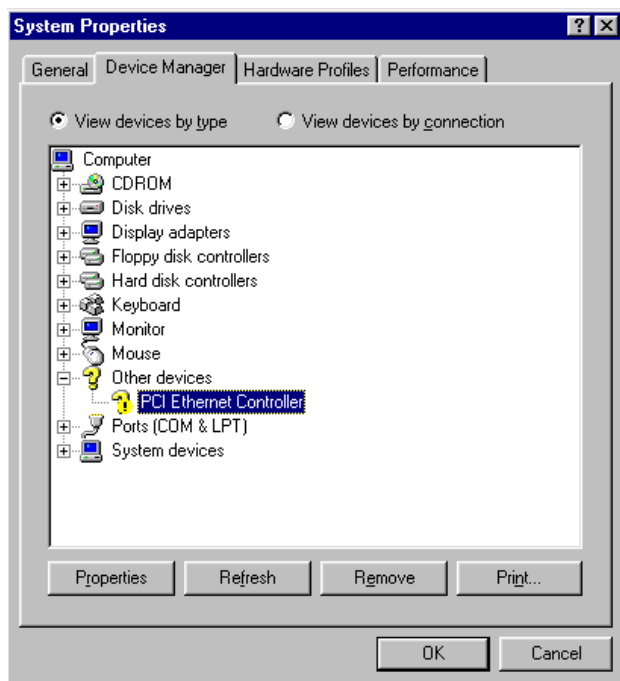 System Properties
General Device Manager Hardware Profiles Performance
View devices by type View devices by connection
Computer
CDROM
Disk drives
Display adapters
Floppy disk controllers
Hard disk controllers
Keyboard
Monitor
Mouse
Other devices
PCI Ethernet Controller
Ports (COM & LPT)
System devices
Properties Refresh Remove Print...
OK Cancel